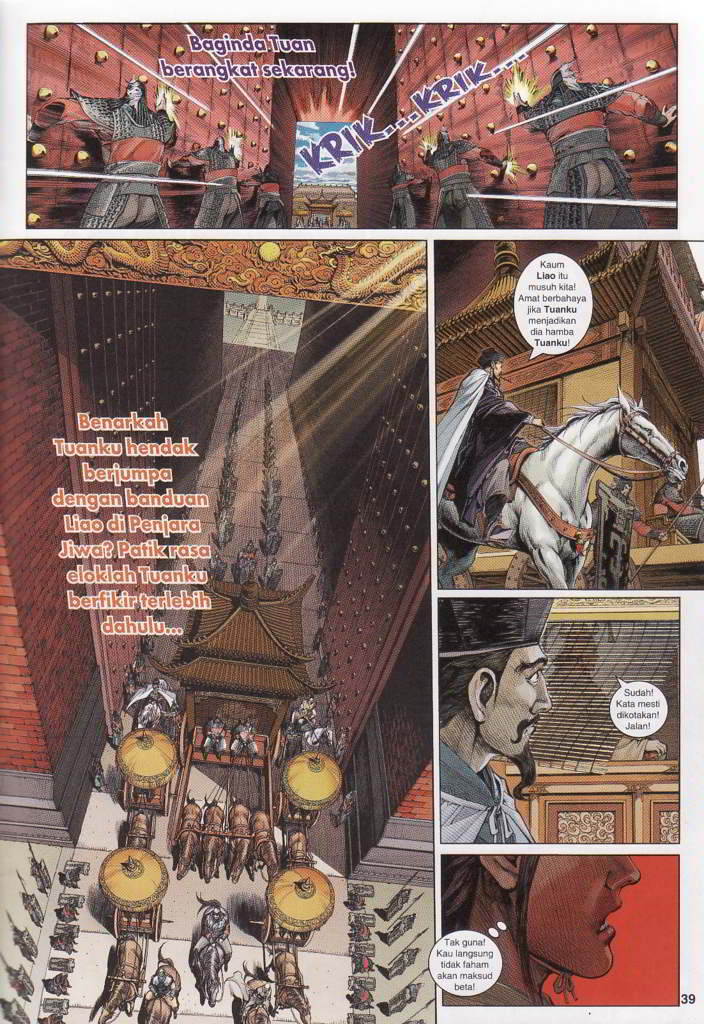 Baginda Tuan
berangkat sekarang!
KRIK...KRIK...
Benarkah
Tuanku hendak
berjumpa
dengan banduan
Liao di Penjara
Jiwa? Patik rasa
eloklah Tuanku
berfikir terlebih
dahulu...
Kaum
Liao itu
musuh kita!
Amat berbahaya
jika Tuanku
menjadikan
dia hamba
Tuanku!
Sudah!
Kata mesti
dikotakan!
Jalan!
Tak guna!
Kau langsung
tidak faham
akan maksud
beta!
39